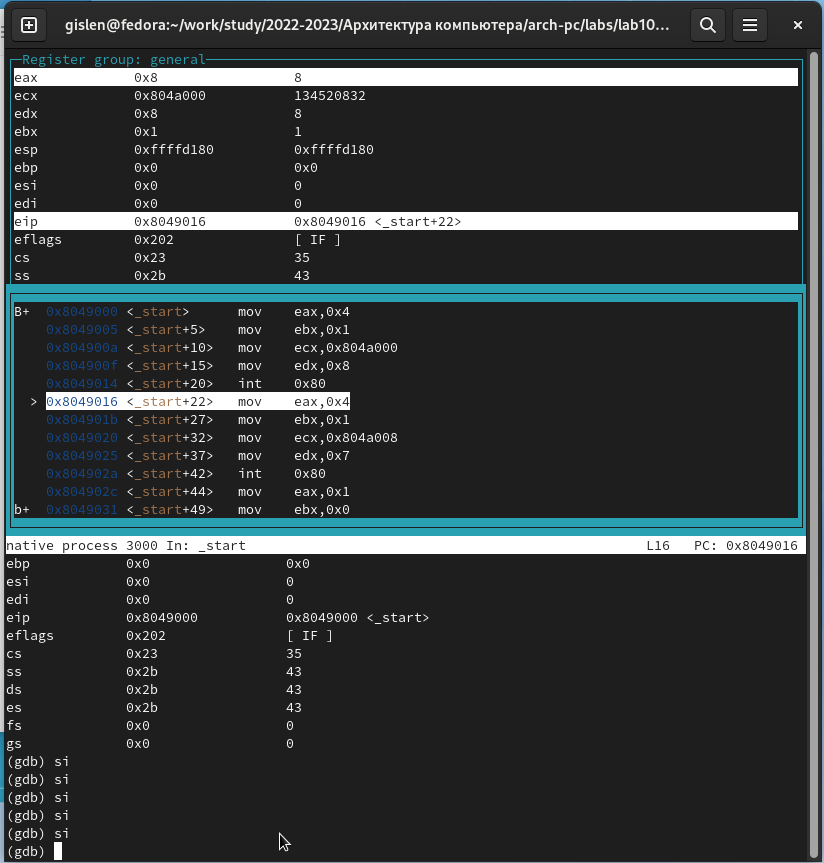 gislen@fedora:~/work/study/2022-2023/Архитектура компьютера/arch-pc/labs/lab10...
Register group: general
eax 0x8 8
ecx 0x804a000 134520832
edx 0x8 8
ebx 0x1 1
esp 0xffffd180 0xffffd180
ebp 0x0 0x0
esi 0x0 0
edi 0x0 0
eip 0x8049016 0x8049016 <_start+22>
eflags 0x202 [ IF ]
cs 0x23 35
ss 0x2b 43
B+ 0x8049000 <_start> mov eax,0x4
0x8049005 <_start+5> mov ebx,0x1
0x804900a <_start+10> mov ecx,0x804a000
0x804900f <_start+15> mov edx,0x8
0x8049014 <_start+20> int 0x80
> 0x8049016 <_start+22> mov eax,0x4
0x804901b <_start+27> mov ebx,0x1
0x8049020 <_start+32> mov ecx,0x804a008
0x8049025 <_start+37> mov edx,0x7
0x804902a <_start+42> int 0x80
0x804902c <_start+44> mov eax,0x1
b+ 0x8049031 <_start+49> mov ebx,0x0
native process 3000 In: _start L16 PC: 0x8049016
ebp 0x0 0x0
esi 0x0 0
edi 0x0 0
eip 0x8049000 0x8049000 <_start>
eflags 0x202 [ IF ]
cs 0x23 35
ss 0x2b 43
ds 0x2b 43
es 0x2b 43
fs 0x0 0
gs 0x0 0
(gdb) si
(gdb) si
(gdb) si
(gdb) si
(gdb) si
(gdb)